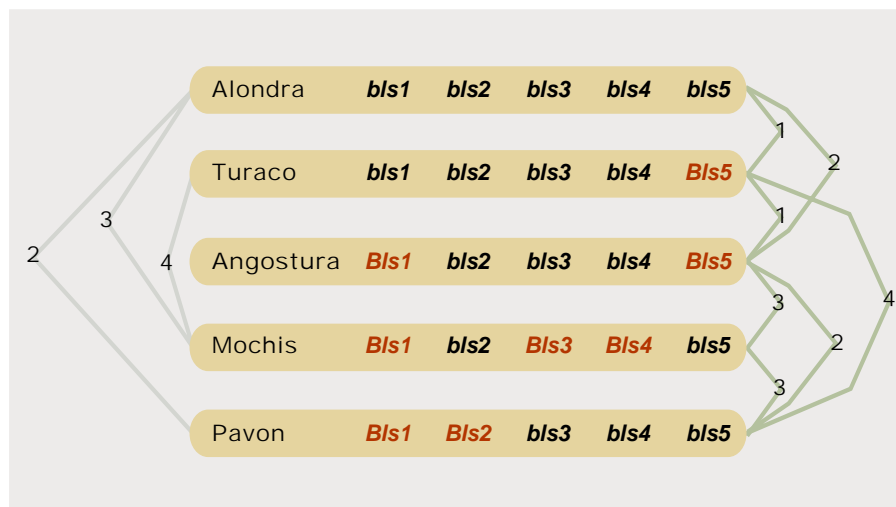 Alondra bls1 bls2 bls3 bls4 bls5
1
Turaco bls1 bls2 bls3 bls4 Bls5
2
3
1
2
4
Angostura Bls1 bls2 bls3 bls4 Bls5
4
3
Mochis Bls1 bls2 Bls3 Bls4 bls5
2
3
Pavon Bls1 Bls2 bls3 bls4 bls5